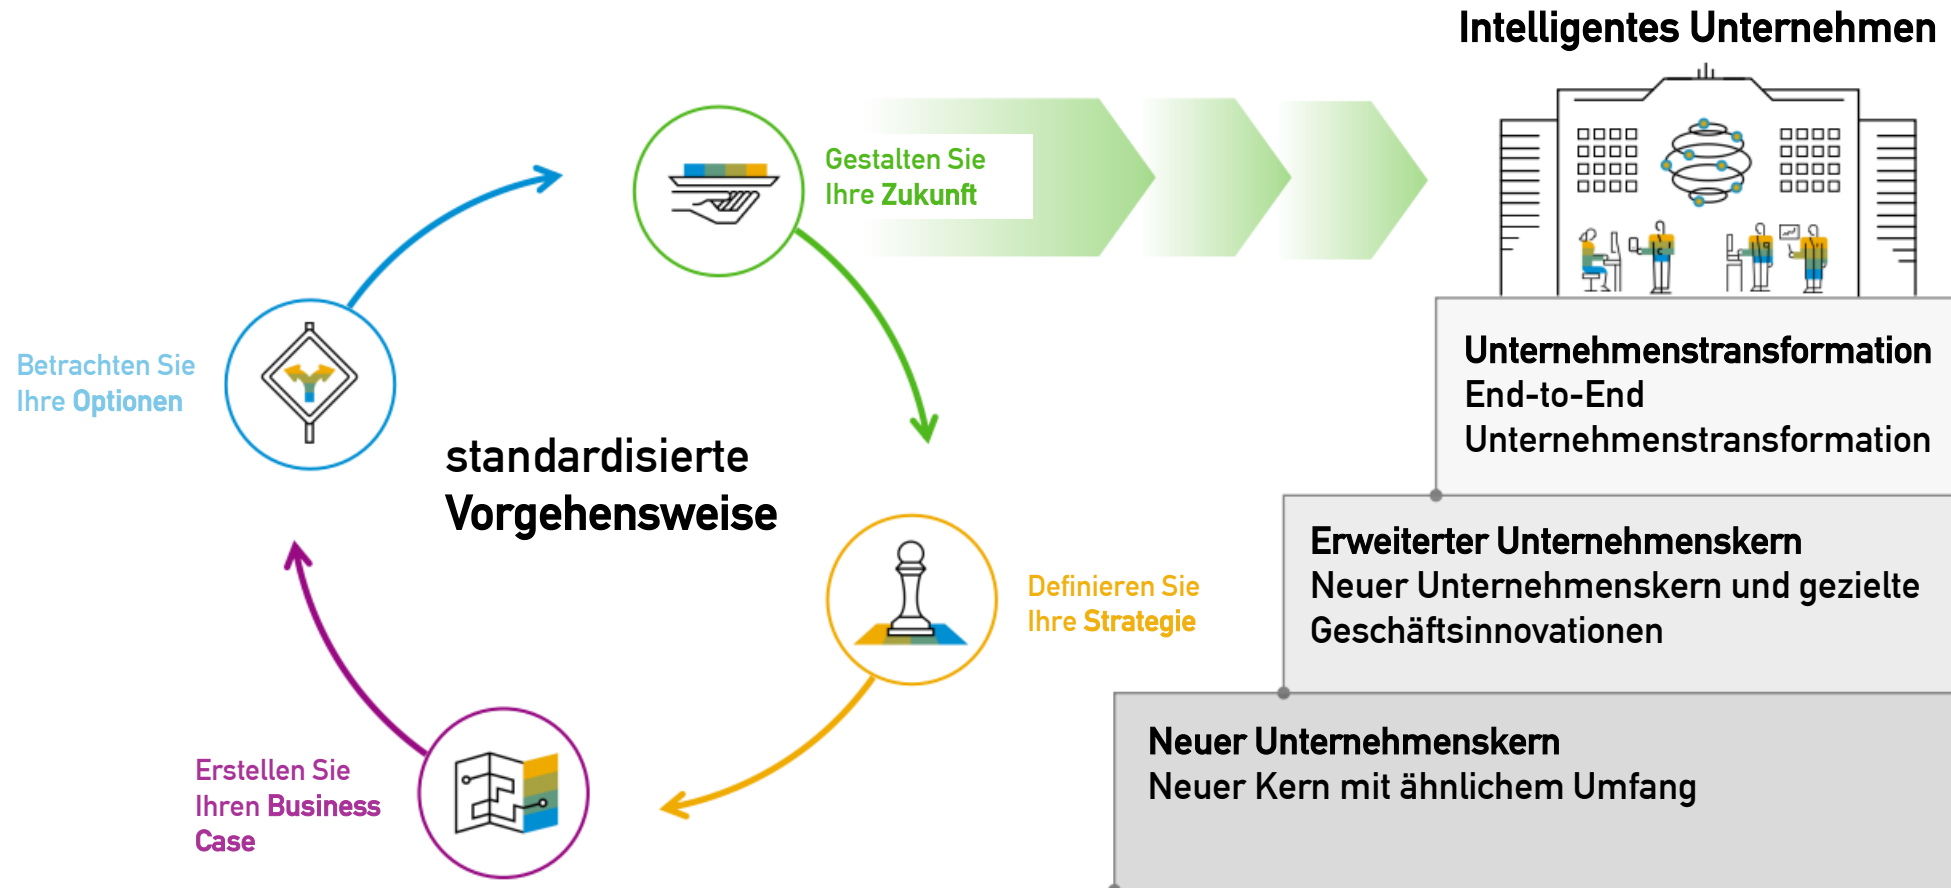 Intelligentes Unternehmen
Gestalten Sie
Ihre Zukunft
Betrachten Sie
Ihre Optionen
standardisierte
Vorgehensweise
Definieren Sie
Ihre Strategie
Erstellen Sie
Ihren Business
Case
Unternehmenstransformation
End-to-End
Unternehmenstransformation
Erweiterter Unternehmenskern
Neuer Unternehmenskern und gezielte
Geschäftsinnovationen
Neuer Unternehmenskern
Neuer Kern mit ähnlichem Umfang